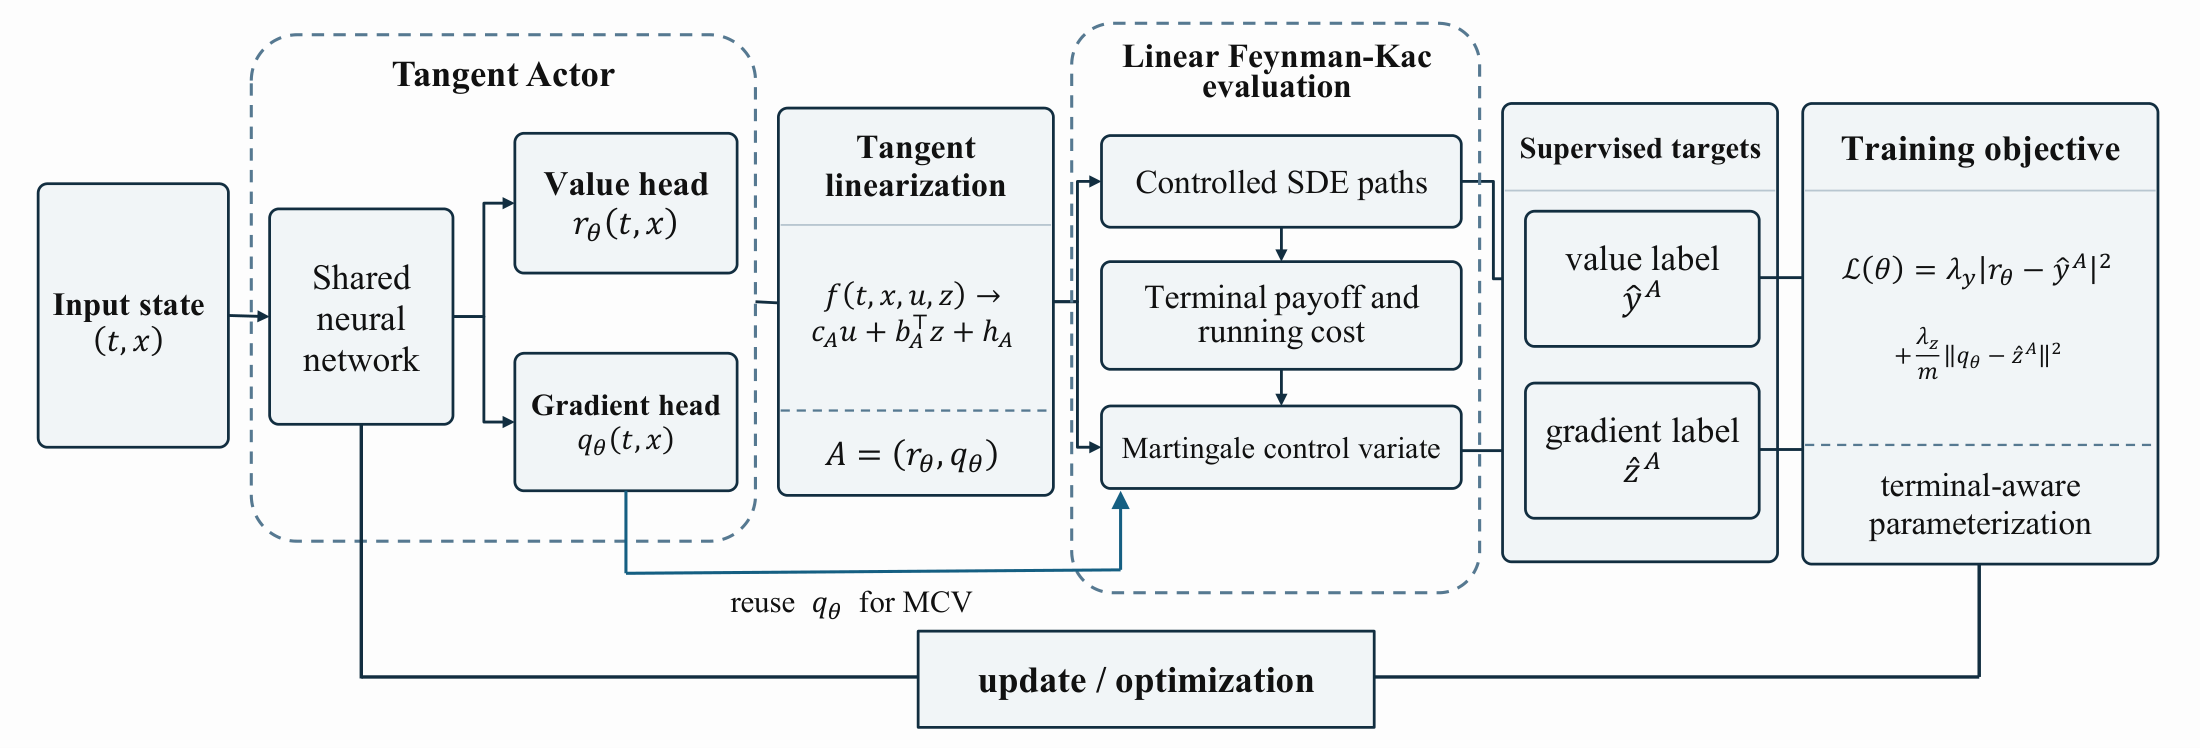 Input state
(t, x)
Tangent Actor
Shared
neural
network
Value head
r_θ(t, x)
Gradient head
q_θ(t, x)
Tangent
linearization
f(t, x, u, z) →
c_A u + b_A^⊤ z + h_A
A = (r_θ, q_θ)
Linear Feynman-Kac
evaluation
Controlled SDE paths
Terminal payoff and
running cost
Martingale control variate
Supervised targets
value label
ŷ^A
gradient label
ẑ^A
Training objective
ℒ(θ) = λ_y|r_θ − ŷ^A|²
+ λ_z/m ‖q_θ − ẑ^A‖²
terminal-aware
parameterization
reuse q_θ for MCV
update / optimization